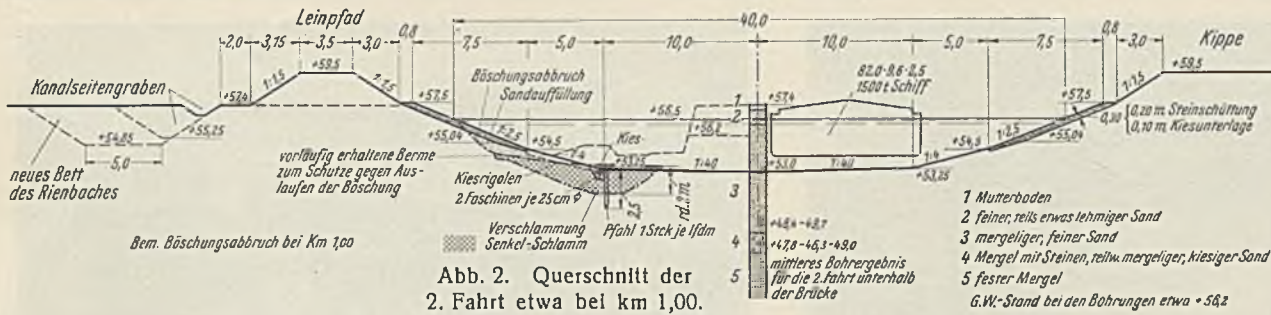 Leinpfad
40,0
Kippe
2,0 3,15 3,5 3,0 0,8 7,5 5,0 10,0 10,0 5,0 7,5 0,8 3,0
+59,5
+59,5
Kanalseitengraben
1:1,5
1:1,5
Böschungsabbruch
Sandauffüllung
82,0·9,6·2,5
1500 t Schiff
1:1,5
+57,4
+57,5
+56,5
+56,2
1
2
+57,4
+57,5
0,30
0,20 m Steinschüttung
0,10 m Kiesunterlage
+54,85
+55,25
5,0
+55,04
1:2,5
+54,5
Kies
+54,5
1:2,5
+55,04
neues Bett
des Rienbaches
vorläufig erhaltene Berme
zum Schutze gegen Aus-
laufen der Böschung
1:4
+53,25
1:40
+53,0
1:40
1:4
+53,25
Kiesrigolen
2 Faschinen je 25cm ϕ
2,5
rd. 2m
3
Verschlammung
Senkel-Schlamm
Pfahl 1 Stck je lfdm
Bem. Böschungsabbruch bei Km 1,00
+48,4-48,7
4
+47,8-46,3-49,0
mittleres Bohrergebnis
für die 2. Fahrt unterhalb
der Brücke
5
1 Mutterboden
2 feiner, teils etwas lehmiger Sand
3 mergeliger, feiner Sand
4 Mergel mit Steinen, teilw. mergeliger, kiesiger Sand
5 fester Mergel
G.W.-Stand bei den Bohrungen etwa +56,2
Abb. 2. Querschnitt der
2. Fahrt etwa bei km 1,00.